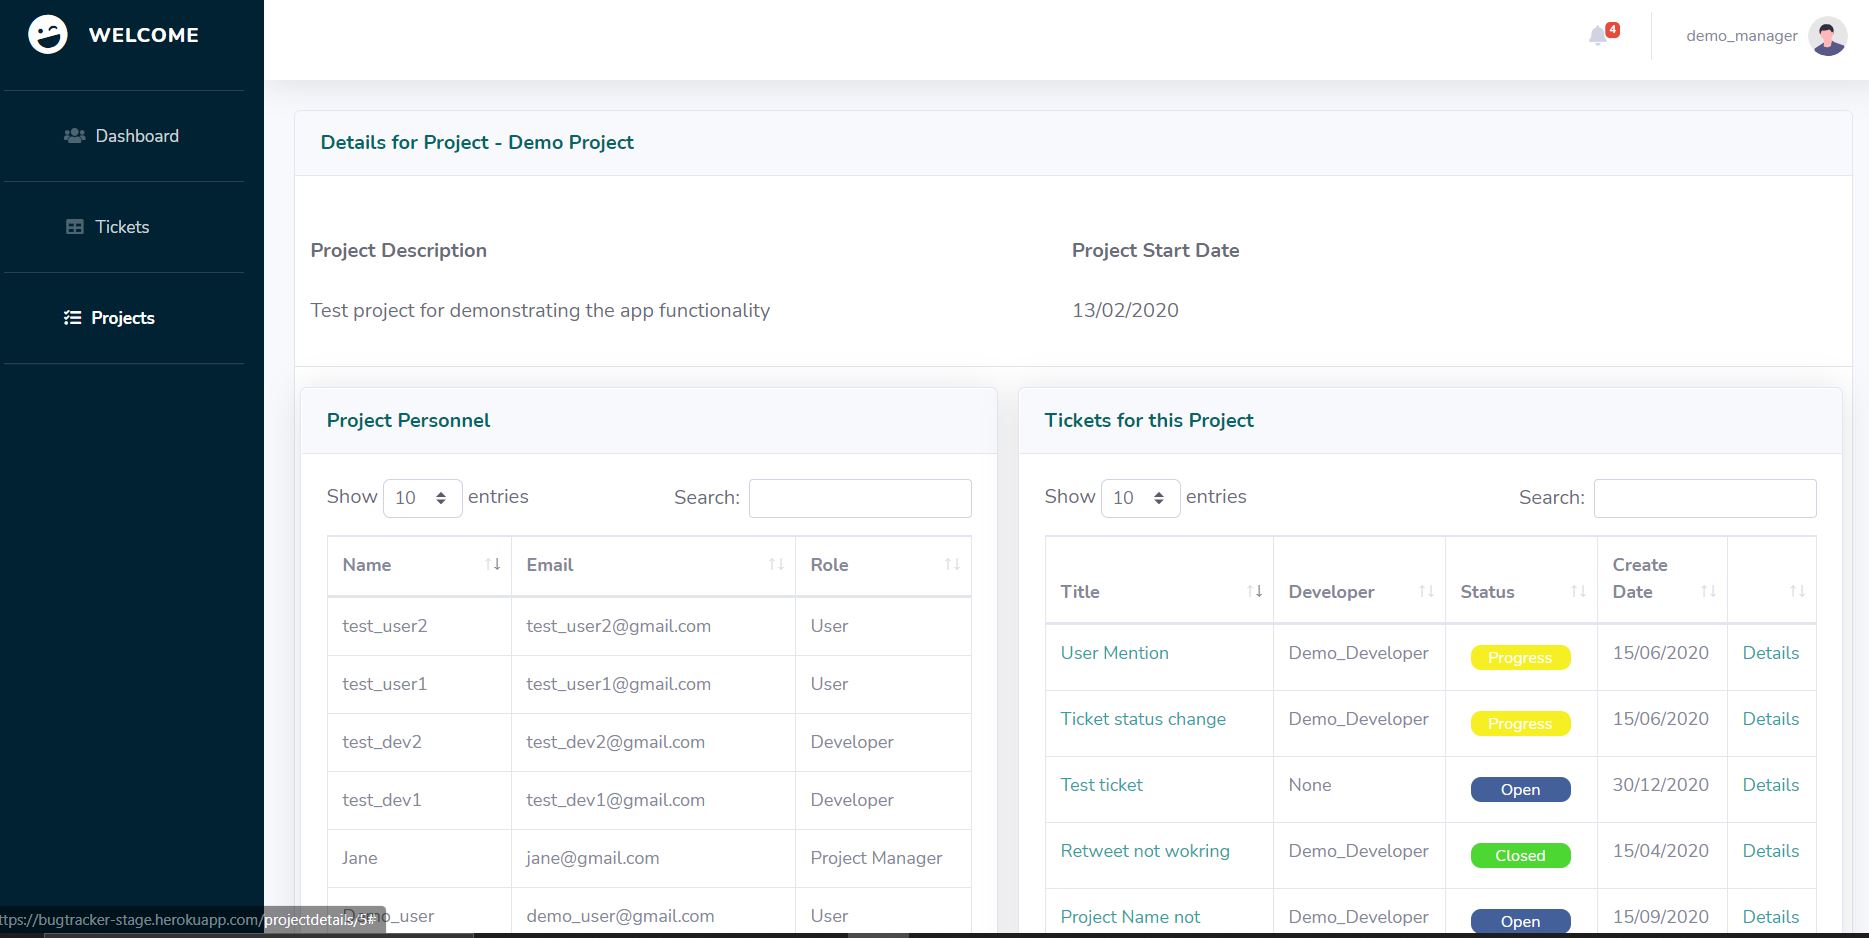 WELCOME
4
demo_manager
Dashboard
Tickets
Projects
Details for Project - Demo Project
Project Description
Project Start Date
Test project for demonstrating the app functionality
13/02/2020
Project Personnel
Show 10 entries
Search:
Name Email Role
test_user2 test_user2@gmail.com User
test_user1 test_user1@gmail.com User
test_dev2 test_dev2@gmail.com Developer
test_dev1 test_dev1@gmail.com Developer
Jane jane@gmail.com Project Manager
Demo_user demo_user@gmail.com User
Tickets for this Project
Show 10 entries
Search:
Title Developer Status Create Date
User Mention Demo_Developer Progress 15/06/2020 Details
Ticket status change Demo_Developer Progress 15/06/2020 Details
Test ticket None Open 30/12/2020 Details
Retweet not wokring Demo_Developer Closed 15/04/2020 Details
Project Name not Demo_Developer Open 15/09/2020 Details
ttps://bugtracker-stage.herokuapp.com/projectdetails/5#